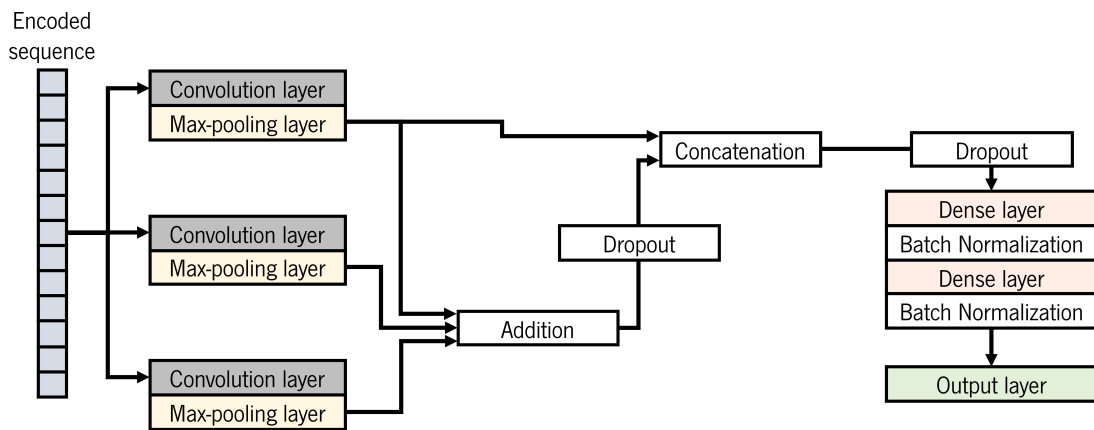 Encoded
sequence
Convolution layer
Max-pooling layer
Convolution layer
Max-pooling layer
Convolution layer
Max-pooling layer
Addition
Dropout
Concatenation
Dropout
Dense layer
Batch Normalization
Dense layer
Batch Normalization
Output layer